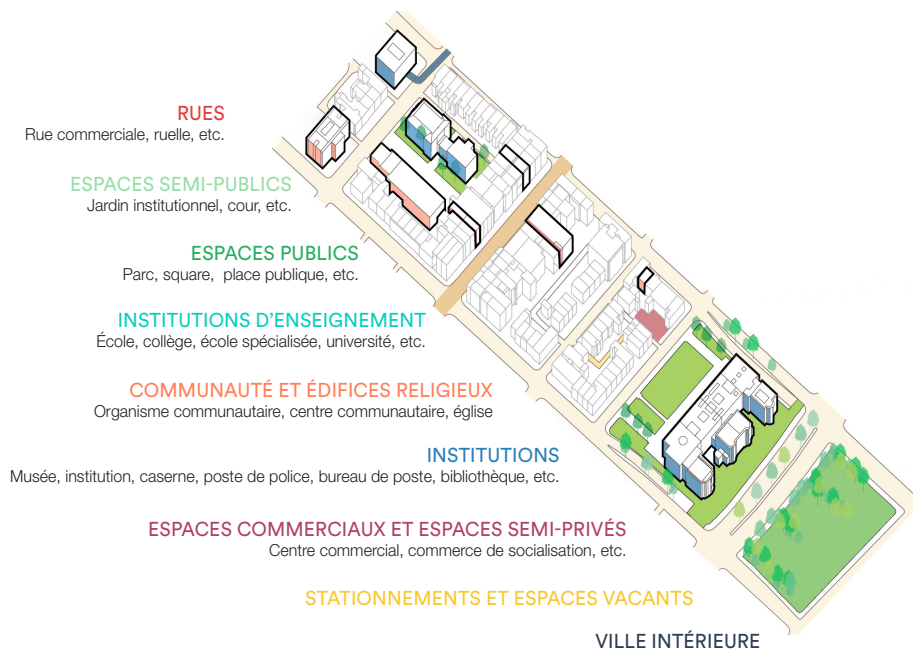 RUES
Rue commerciale, ruelle, etc.
ESPACES SEMI-PUBLICS
Jardin institutionnel, cour, etc.
ESPACES PUBLICS
Parc, square, place publique, etc.
INSTITUTIONS D'ENSEIGNEMENT
École, collège, école spécialisée, université, etc.
COMMUNAUTÉ ET ÉDIFICES RELIGIEUX
Organisme communautaire, centre communautaire, église
INSTITUTIONS
Musée, institution, caserne, poste de police, bureau de poste, bibliothèque, etc.
ESPACES COMMERCIAUX ET ESPACES SEMI-PRIVÉS
Centre commercial, commerce de socialisation, etc.
STATIONNEMENTS ET ESPACES VACANTS
VILLE INTÉRIEURE